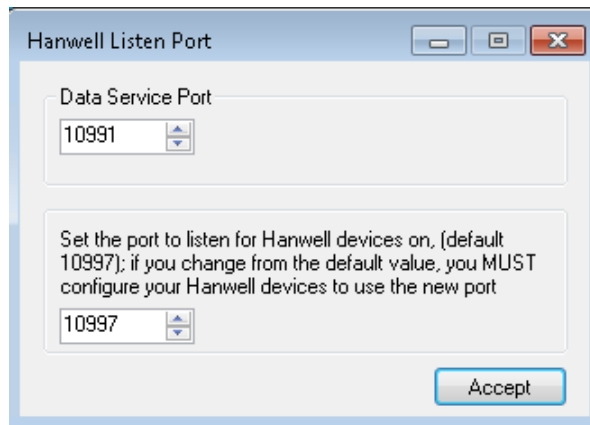 Hanwell Listen Port
Data Service Port
10991
Set the port to listen for Hanwell devices on, (default
10997); if you change from the default value, you MUST
configure your Hanwell devices to use the new port
10997
Accept